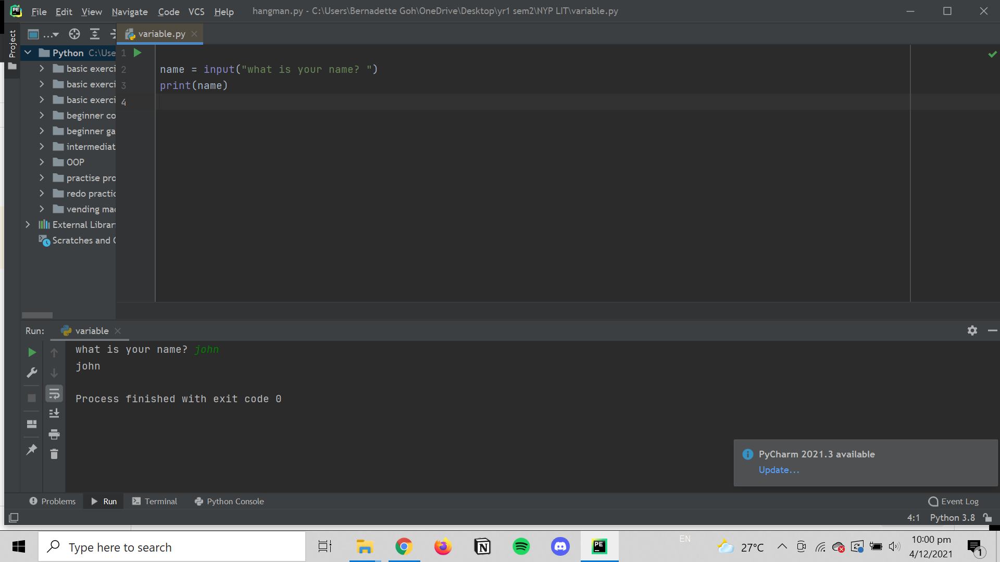 File Edit View Navigate Code VCS Help hangman.py - C:\Users\Bernadette Goh\OneDrive\Desktop\yr1 sem2\NYP LIT\variable.py
Project
...
variable.py
Python C:\Use
basic exerci
basic exerci
basic exerci
beginner co
beginner ga
intermediat
OOP
practise pro
redo practic
vending mac
External Librar
Scratches and C
1
2 name = input("what is your name? ")
3 print(name)
4
Run: variable
what is your name? john
john
Process finished with exit code 0
PyCharm 2021.3 available
Update...
Problems Run Terminal Python Console Event Log
4:1 Python 3.8
Type here to search
PE
EN
27°C
10:00 pm
4/12/2021
1